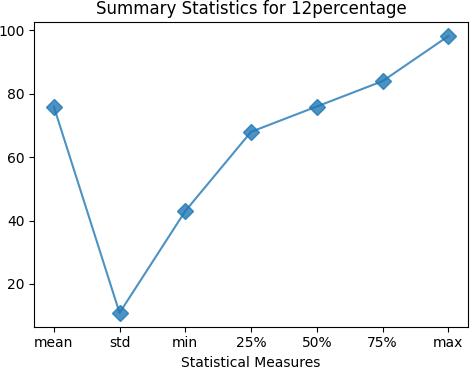 Summary Statistics for 12percentage
100
80
60
40
20
mean std min 25% 50% 75% max
Statistical Measures